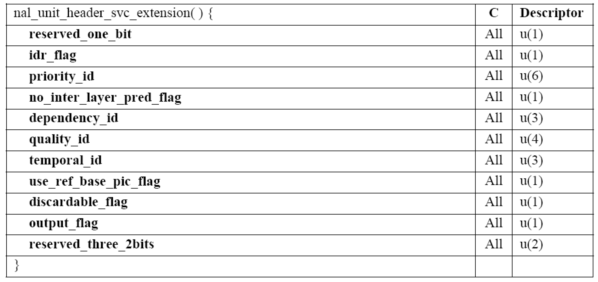 nal_unit_header_svc_extension( ) { C Descriptor
reserved_one_bit All u(1)
idr_flag All u(1)
priority_id All u(6)
no_inter_layer_pred_flag All u(1)
dependency_id All u(3)
quality_id All u(4)
temporal_id All u(3)
use_ref_base_pic_flag All u(1)
discardable_flag All u(1)
output_flag All u(1)
reserved_three_2bits All u(2)
}